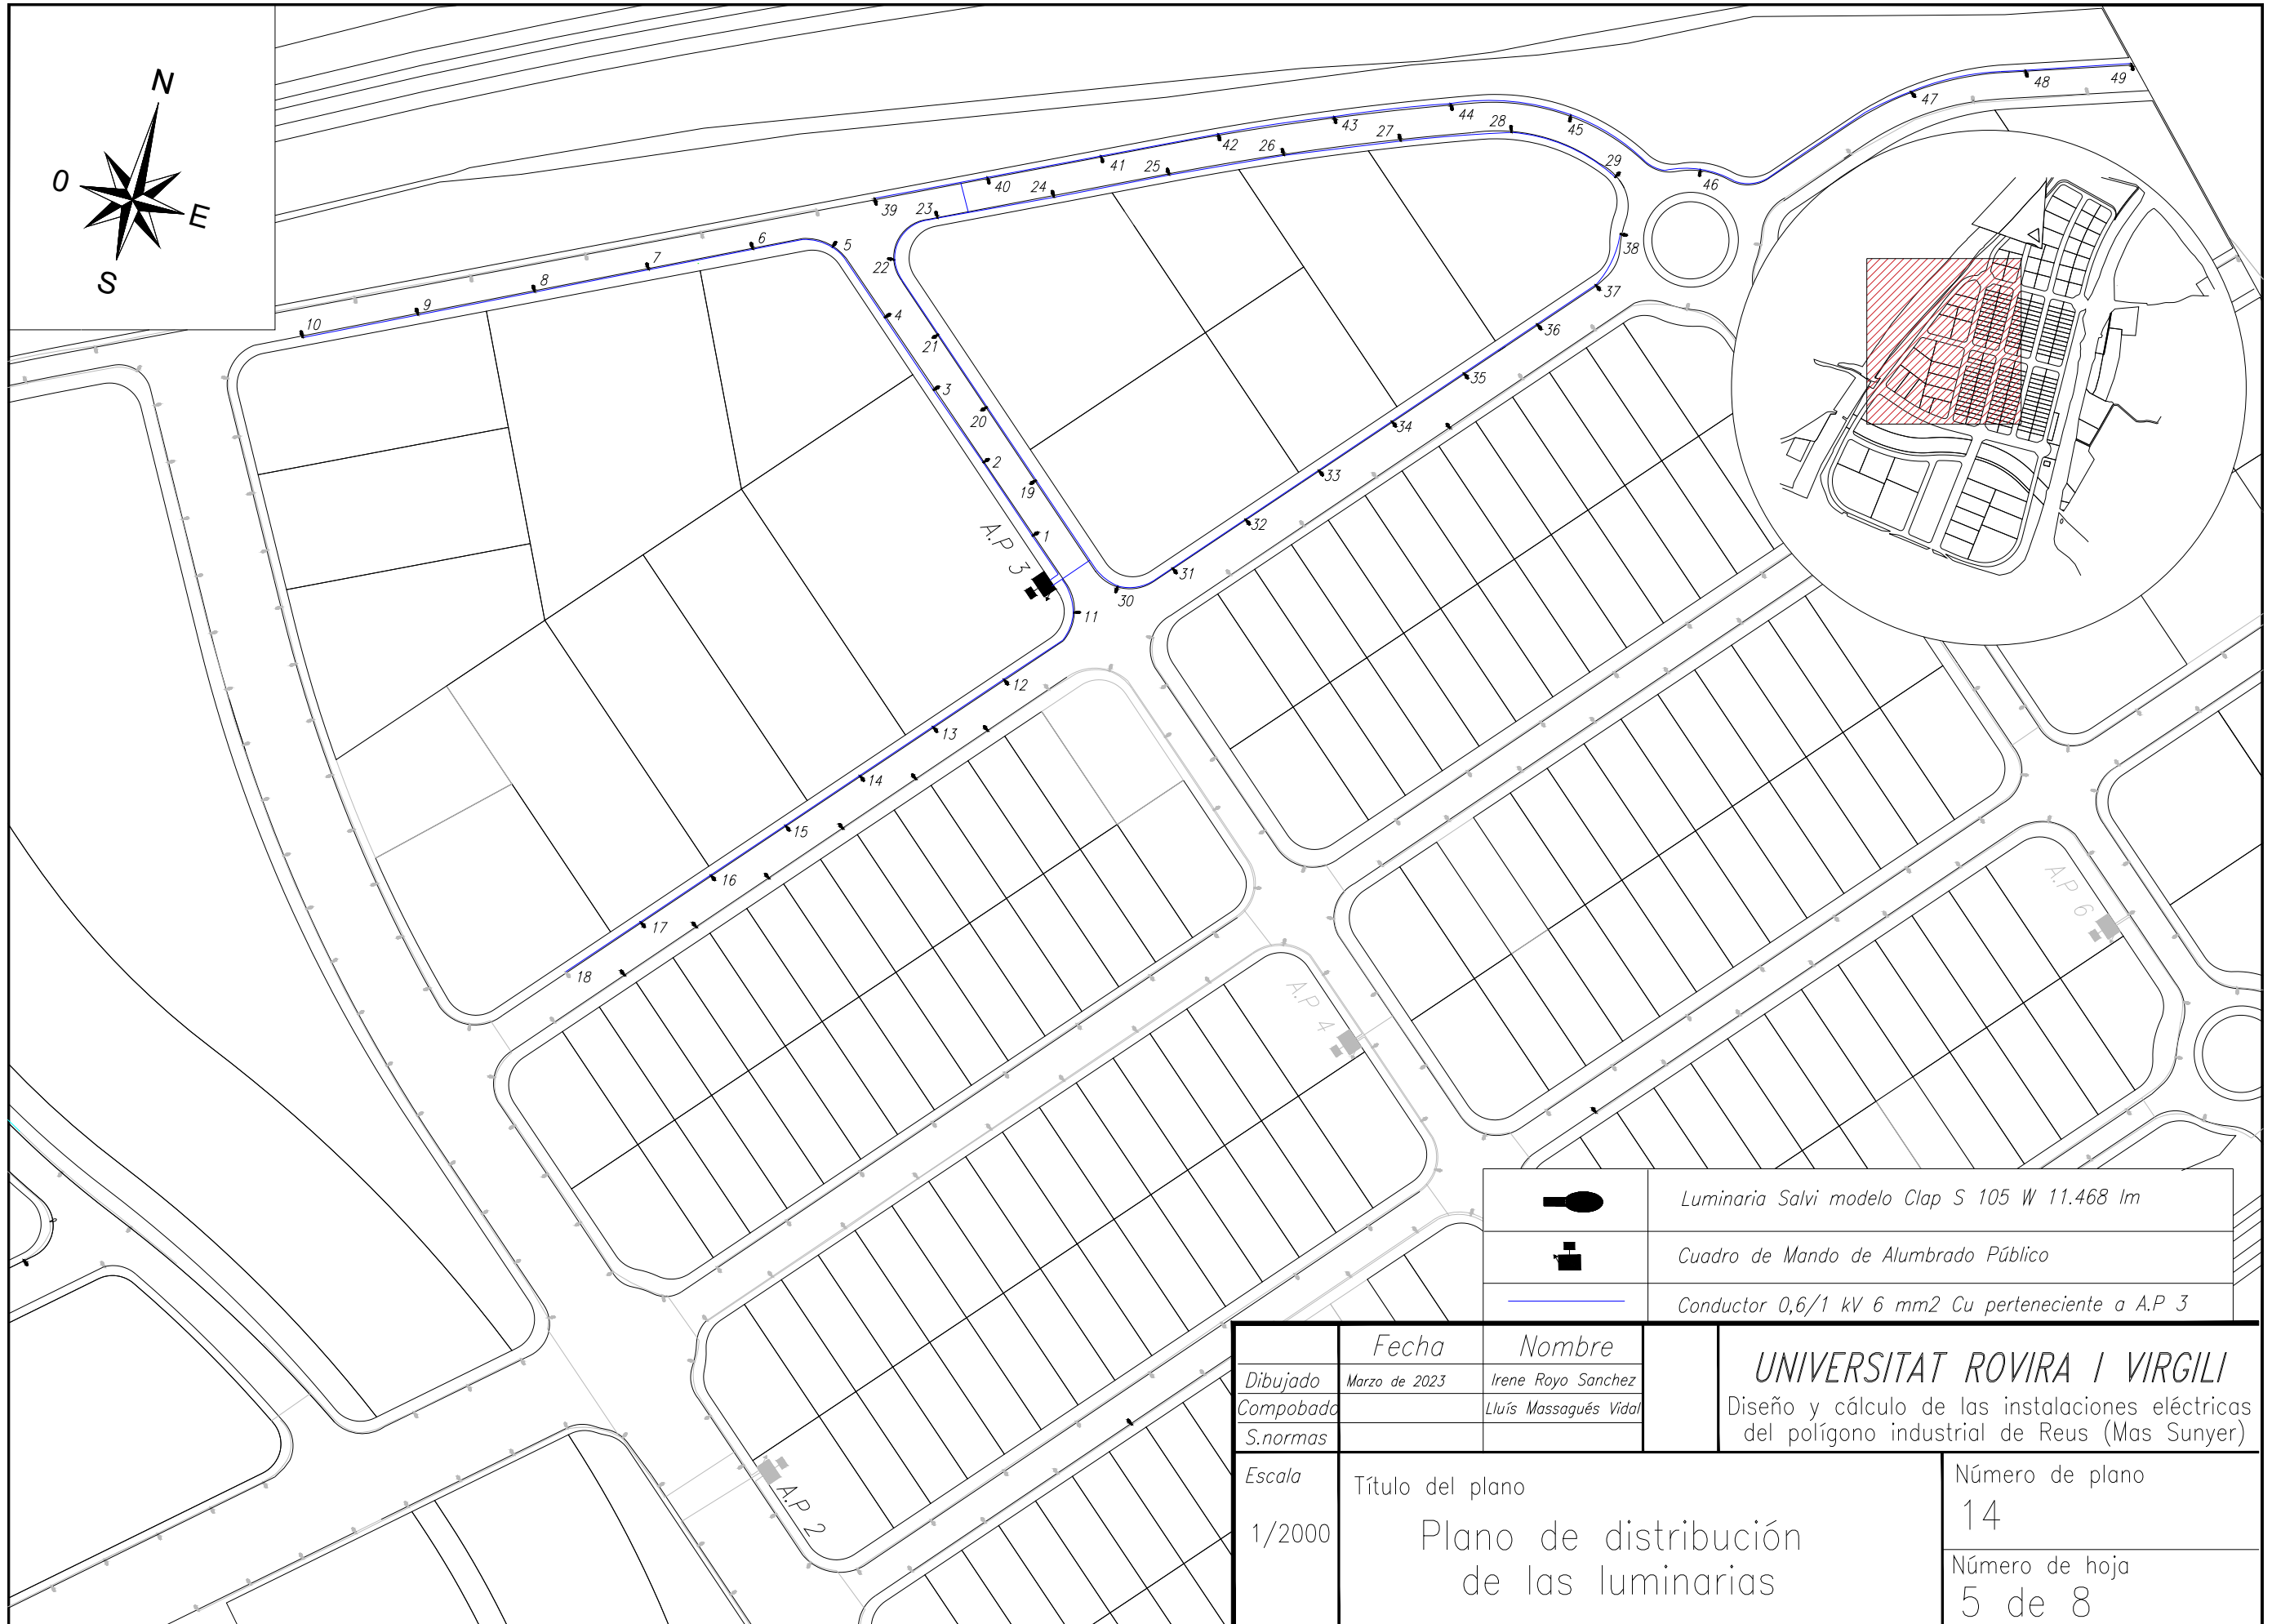 N
O
E
S
49
48
47
44
45
28
43
27
42
26
29
41
25
46
40
24
39
23
38
5
6
22
7
37
8
9
4
36
10
21
3
35
20
34
2
33
19
32
1
A.P 3
31
30
11
12
13
14
15
16
A.P 6
17
18
A.P 4
A.P 2
Luminaria Salvi modelo Clap S 105 W 11.468 lm
Cuadro de Mando de Alumbrado Público
Conductor 0,6/1 kV 6 mm2 Cu perteneciente a A.P 3
Fecha
Nombre
Dibujado
Marzo de 2023
Irene Royo Sanchez
Compobado
Lluís Massagués Vidal
S.normas
UNIVERSITAT ROVIRA I VIRGILI
Diseño y cálculo de las instalaciones eléctricas
del polígono industrial de Reus (Mas Sunyer)
Escala
1/2000
Título del plano
Plano de distribución
de las luminarias
Número de plano
14
Número de hoja
5 de 8